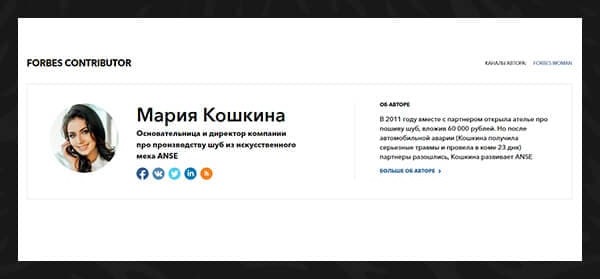 FORBES CONTRIBUTOR
КАНАЛЫ АВТОРА: FORBES WOMAN
Мария Кошкина
Основательница и директор компании
про производству шуб из искусственного
меха ANSE
ОБ АВТОРЕ
В 2011 году вместе с партнером открыла ателье про
пошиву шуб, вложив 60 000 рублей. Но после
автомобильной аварии (Кошкина получила
серьезные травмы и провела в коме 23 дня)
партнеры разошлись, Кошкина развивает ANSE
БОЛЬШЕ ОБ АВТОРЕ